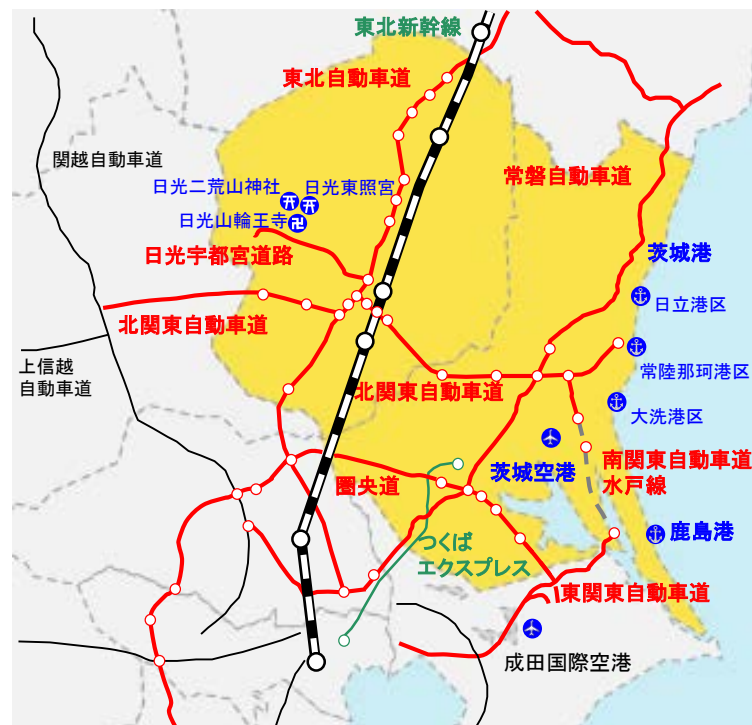 東北新幹線
東北自動車道
関越自動車道
日光二荒山神社
日光東照宮
日光山輪王寺
常磐自動車道
日光宇都宮道路
茨城港
日立港区
北関東自動車道
上信越
自動車道
常陸那珂港区
北関東自動車道
大洗港区
茨城空港
南関東自動車道
水戸線
圏央道
つくば
エクスプレス
鹿島港
東関東自動車道
成田国際空港